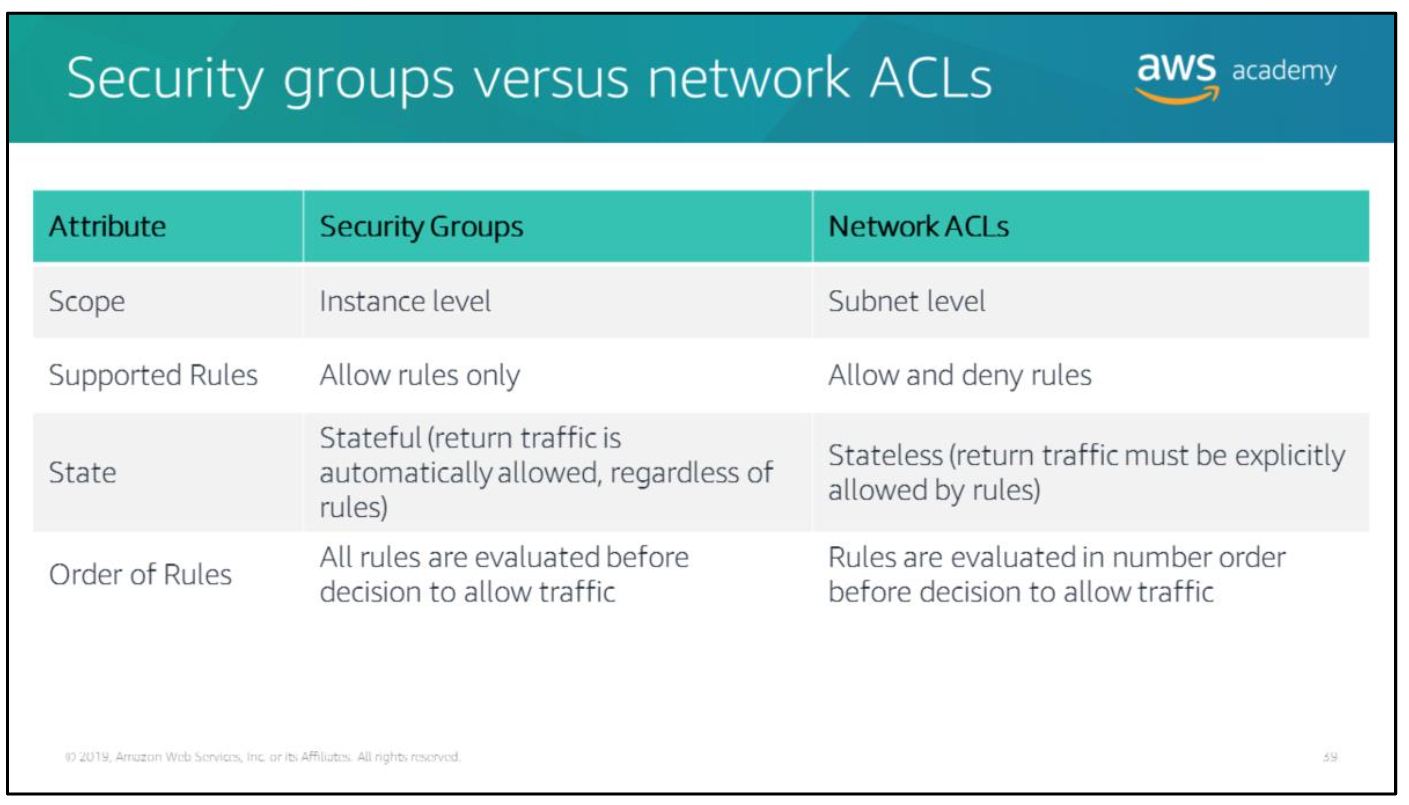 Security groups versus network ACLs
aws academy
Attribute Security Groups Network ACLs
Scope Instance level Subnet level
Supported Rules Allow rules only Allow and deny rules
State
Stateful (return traffic is
automatically allowed, regardless of
rules)
Stateless (return traffic must be explicitly
allowed by rules)
Order of Rules
All rules are evaluated before
decision to allow traffic
Rules are evaluated in number order
before decision to allow traffic
© 2019, Amazon Web Services, Inc. or its Affiliates. All rights reserved.
39